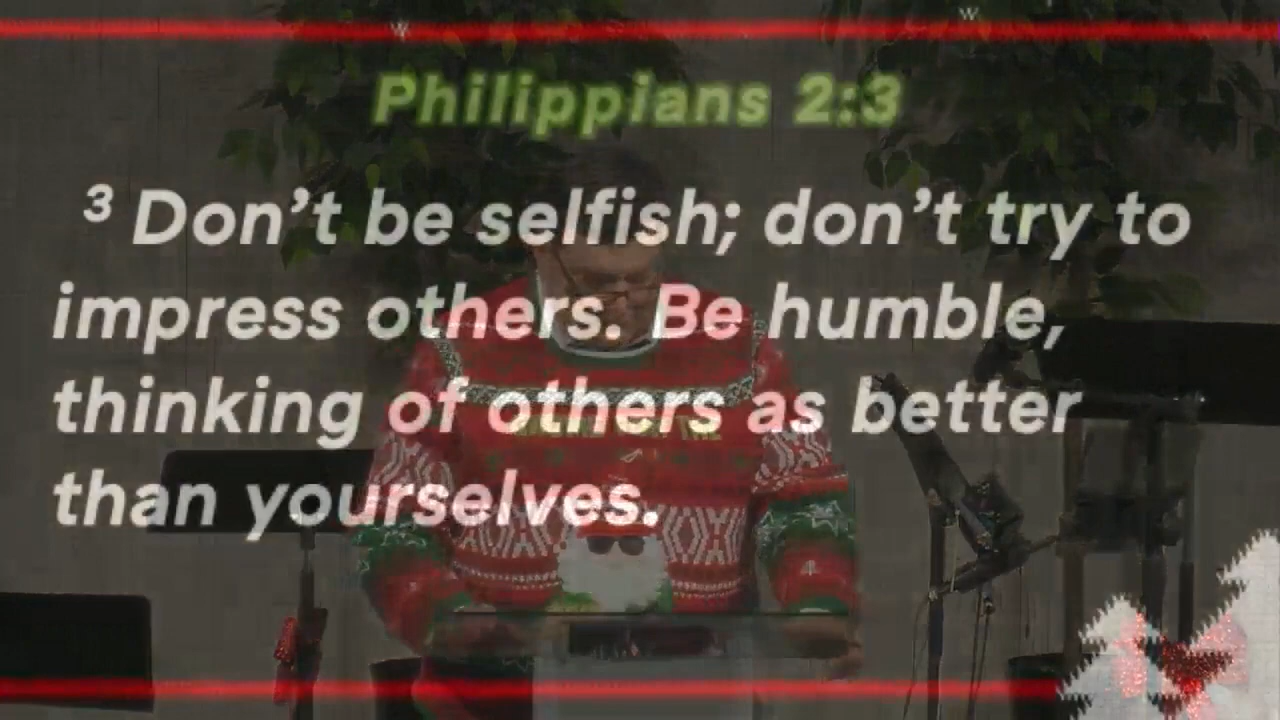 Philippians 2:3
³ Don’t be selfish; don’t try to
impress others. Be humble,
thinking of others as better
than yourselves.